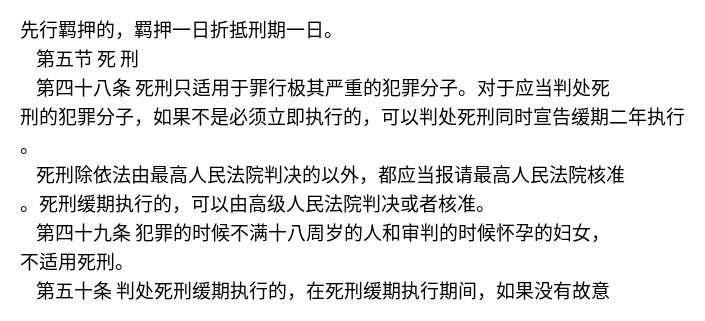 先行羁押的，羁押一日折抵刑期一日。
第五节 死 刑
第四十八条 死刑只适用于罪行极其严重的犯罪分子。对于应当判处死
刑的犯罪分子，如果不是必须立即执行的，可以判处死刑同时宣告缓期二年执行
。
死刑除依法由最高人民法院判决的以外，都应当报请最高人民法院核准
。死刑缓期执行的，可以由高级人民法院判决或者核准。
第四十九条 犯罪的时候不满十八周岁的人和审判的时候怀孕的妇女，
不适用死刑。
第五十条 判处死刑缓期执行的，在死刑缓期执行期间，如果没有故意